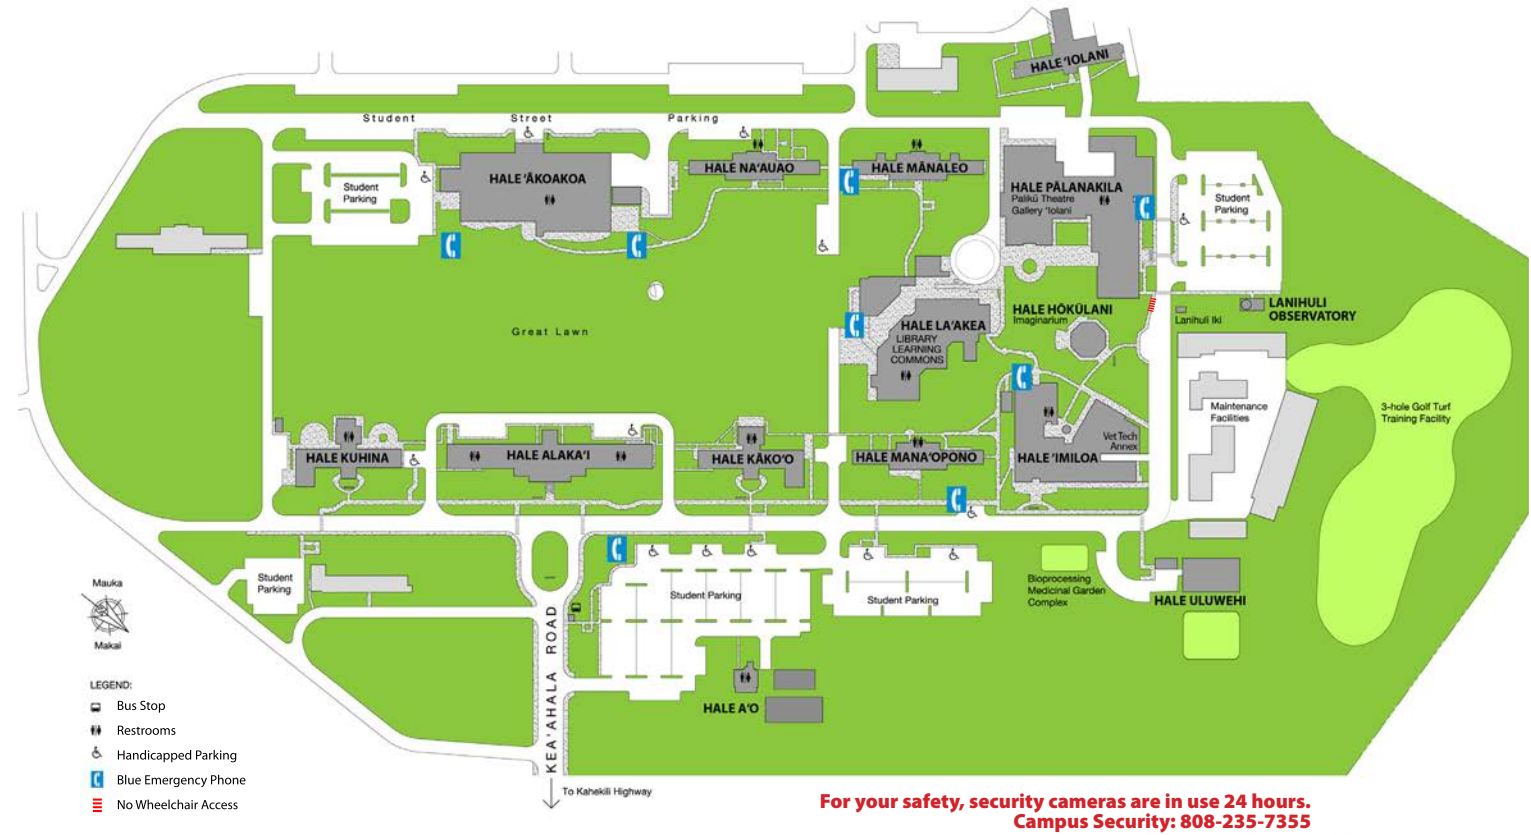 HALE ‘IOLANI
Student Street Parking
HALE ‘ĀKOAKOA
HALE NA‘AUAO
HALE MĀNALEO
HALE PĀLANAKILA
Palikū Theatre
Gallery ‘Iolani
Student
Parking
Student
Parking
LANIHULI
OBSERVATORY
Lanihuli Iki
HALE HŌKŪLANI
Imaginarium
Great Lawn
HALE LA‘AKEA
LIBRARY
LEARNING
COMMONS
Maintenance
Facilities
3-hole Golf Turf
Training Facility
HALE KUHINA
HALE ALAKA‘I
HALE KĀKO‘O
HALE MANA‘OPONO
HALE ‘IMILOA
Vet Tech
Annex
Student
Parking
Student Parking
Student Parking
Bioprocessing
Medicinal Garden
Complex
HALE ULUWEHI
HALE A‘O
KEA‘AHALA ROAD
To Kahekili Highway
Mauka
Makai
LEGEND:
Bus Stop
Restrooms
Handicapped Parking
Blue Emergency Phone
No Wheelchair Access
For your safety, security cameras are in use 24 hours.
Campus Security: 808-235-7355